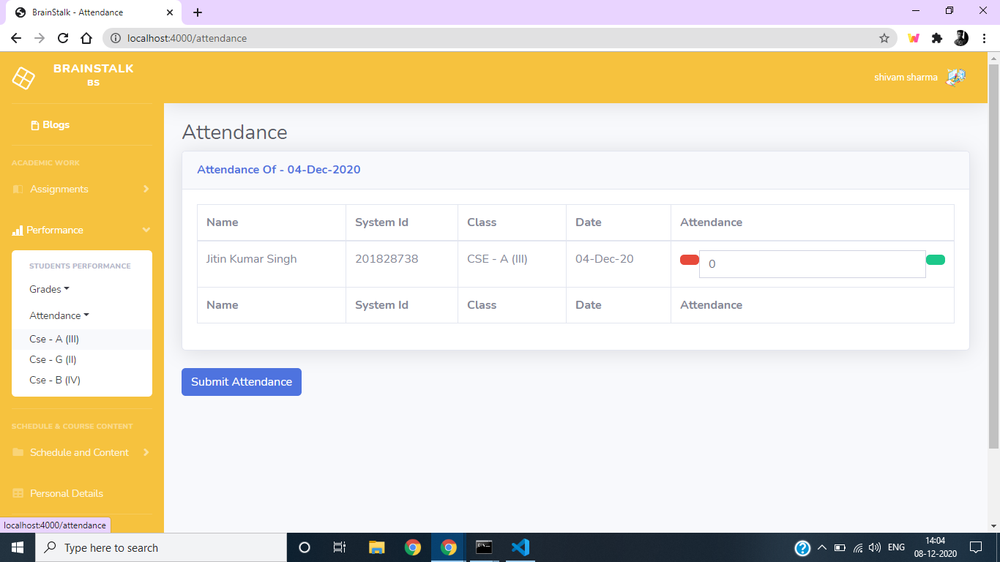 BrainStalk - Attendance
localhost:4000/attendance
BRAINSTALK
BS
shivam sharma
Blogs
ACADEMIC WORK
Assignments
Performance
STUDENTS PERFORMANCE
Grades
Attendance
Cse - A (III)
Cse - G (II)
Cse - B (IV)
SCHEDULE & COURSE CONTENT
Schedule and Content
Personal Details
Attendance
Attendance Of - 04-Dec-2020
Name System Id Class Date Attendance
Jitin Kumar Singh 201828738 CSE - A (III) 04-Dec-20 0
Name System Id Class Date Attendance
Submit Attendance
localhost:4000/attendance
Type here to search
ENG
14:04
08-12-2020